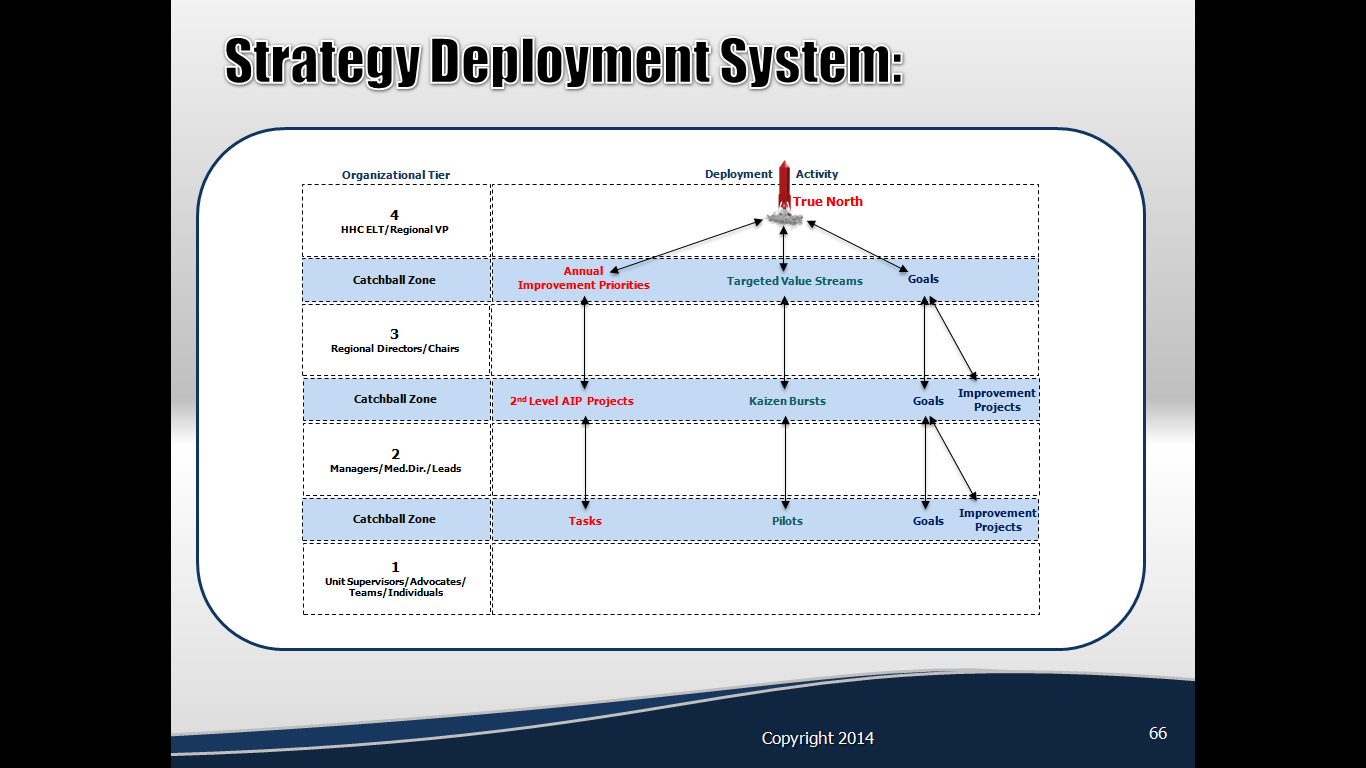 Strategy Deployment System:
Organizational Tier
Deployment Activity
True North
4
HHC ELT/Regional VP
Catchball Zone
Annual
Improvement Priorities
Targeted Value Streams
Goals
3
Regional Directors/Chairs
Catchball Zone
2nd Level AIP Projects
Kaizen Bursts
Goals
Improvement
Projects
2
Managers/Med.Dir./Leads
Catchball Zone
Tasks
Pilots
Goals
Improvement
Projects
1
Unit Supervisors/Advocates/
Teams/Individuals
Copyright 2014
66